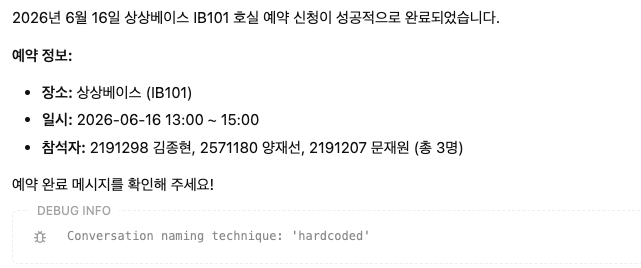 2026년 6월 16일 상상베이스 IB101 호실 예약 신청이 성공적으로 완료되었습니다.
예약 정보:
• 장소: 상상베이스 (IB101)
• 일시: 2026-06-16 13:00 ~ 15:00
• 참석자: 2191298 김종현, 2571180 양재선, 2191207 문재원 (총 3명)
예약 완료 메시지를 확인해 주세요!
DEBUG INFO
Conversation naming technique: 'hardcoded'